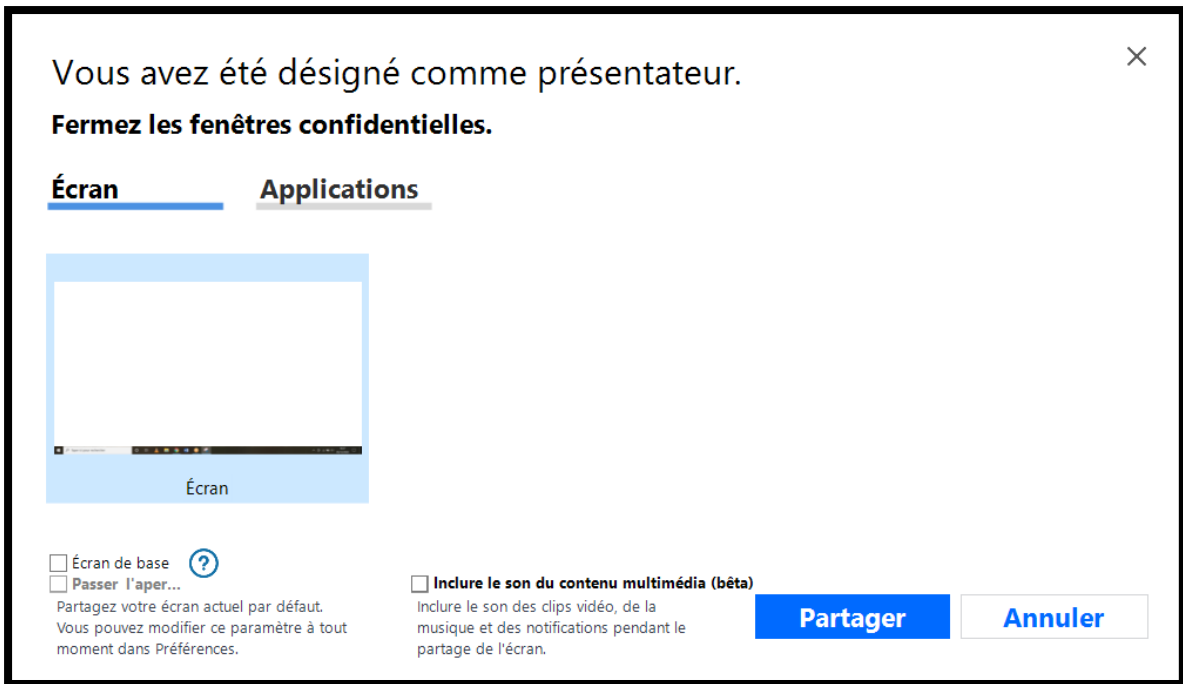 Vous avez été désigné comme présentateur.
Fermez les fenêtres confidentielles.
Écran
Applications
Écran
Écran de base
?
Passer l'aper...
Partagez votre écran actuel par défaut.
Vous pouvez modifier ce paramètre à tout
moment dans Préférences.
Inclure le son du contenu multimédia (bêta)
Inclure le son des clips vidéo, de la
musique et des notifications pendant le
partage de l'écran.
Partager
Annuler